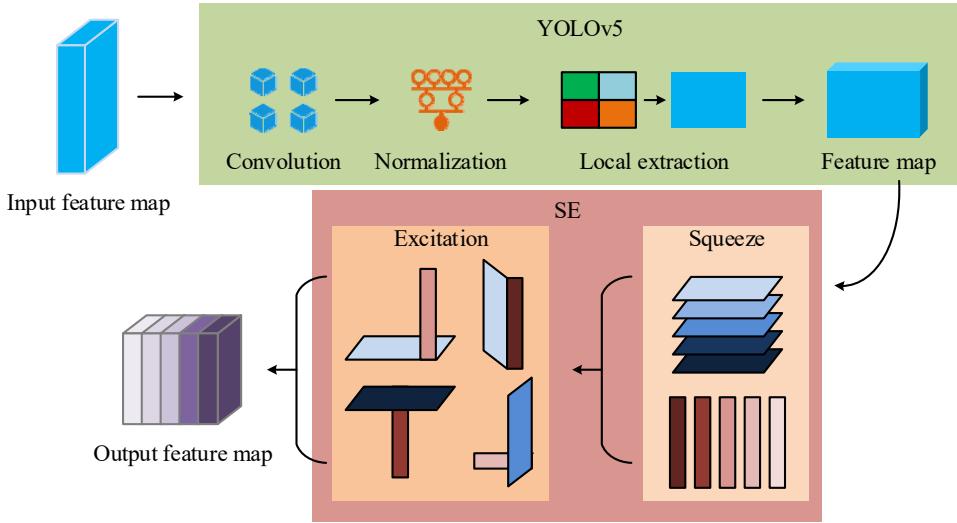 YOLOv5
Convolution
Normalization
Local extraction
Feature map
Input feature map
SE
Excitation
Squeeze
Output feature map